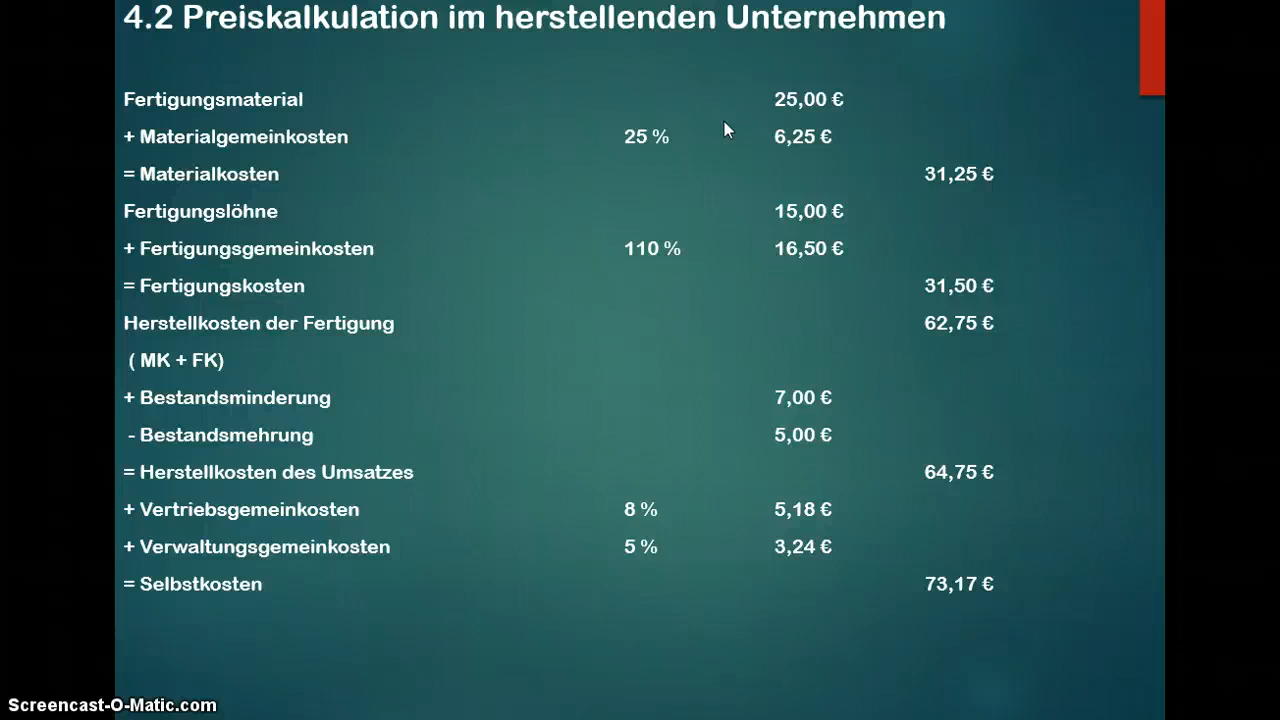 4.2 Preiskalkulation im herstellenden Unternehmen
Fertigungsmaterial 25,00 €
+ Materialgemeinkosten 25 % 6,25 €
= Materialkosten 31,25 €
Fertigungslöhne 15,00 €
+ Fertigungsgemeinkosten 110 % 16,50 €
= Fertigungskosten 31,50 €
Herstellkosten der Fertigung 62,75 €
( MK + FK)
+ Bestandsminderung 7,00 €
- Bestandsmehrung 5,00 €
= Herstellkosten des Umsatzes 64,75 €
+ Vertriebsgemeinkosten 8 % 5,18 €
+ Verwaltungsgemeinkosten 5 % 3,24 €
= Selbstkosten 73,17 €
Screencast-O-Matic.com